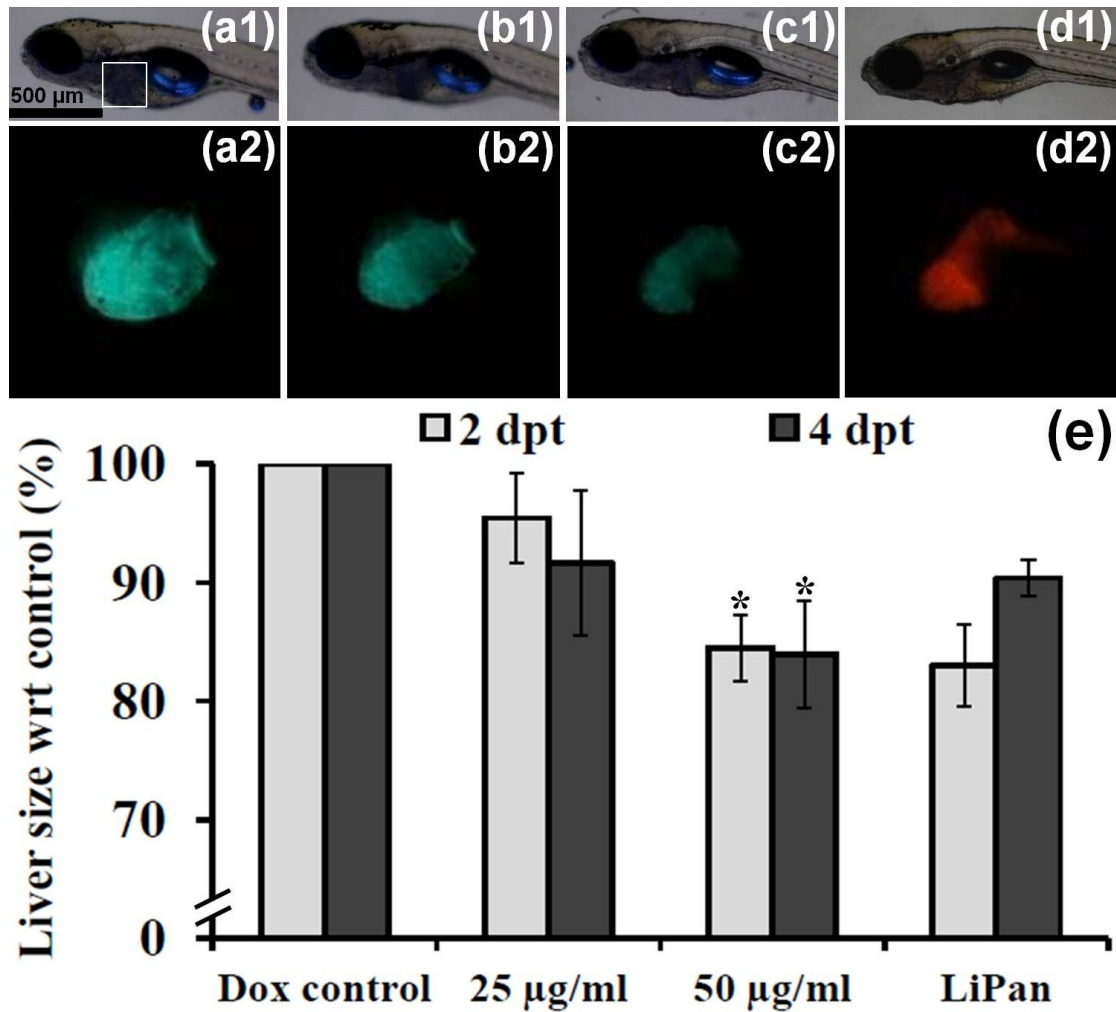 (a1) (b1) (c1) (d1)
500 µm
(a2) (b2) (c2) (d2)
2 dpt 4 dpt (e)
Liver size wrt control (%)
100
90
80
70
0
Dox control 25 µg/ml 50 µg/ml LiPan
* *